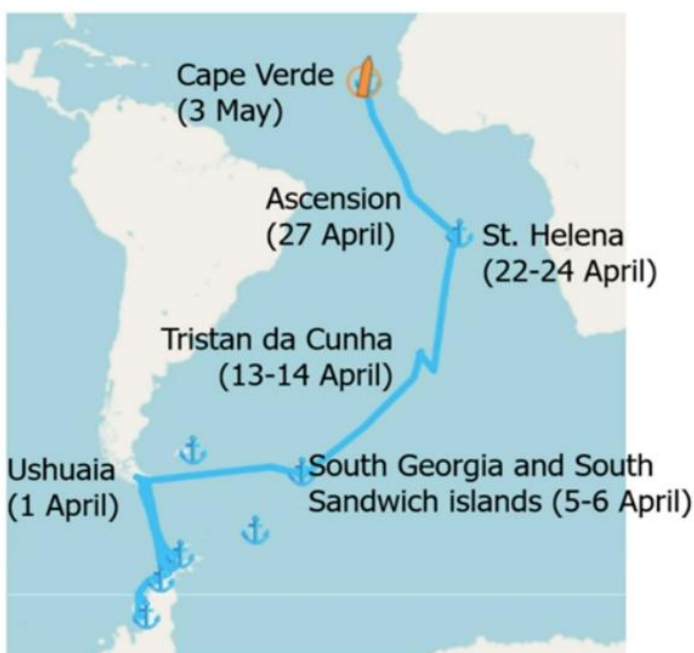 Cape Verde
(3 May)
Ascension
(27 April)
St. Helena
(22-24 April)
Tristan da Cunha
(13-14 April)
Ushuaia
(1 April)
South Georgia and South
Sandwich islands (5-6 April)